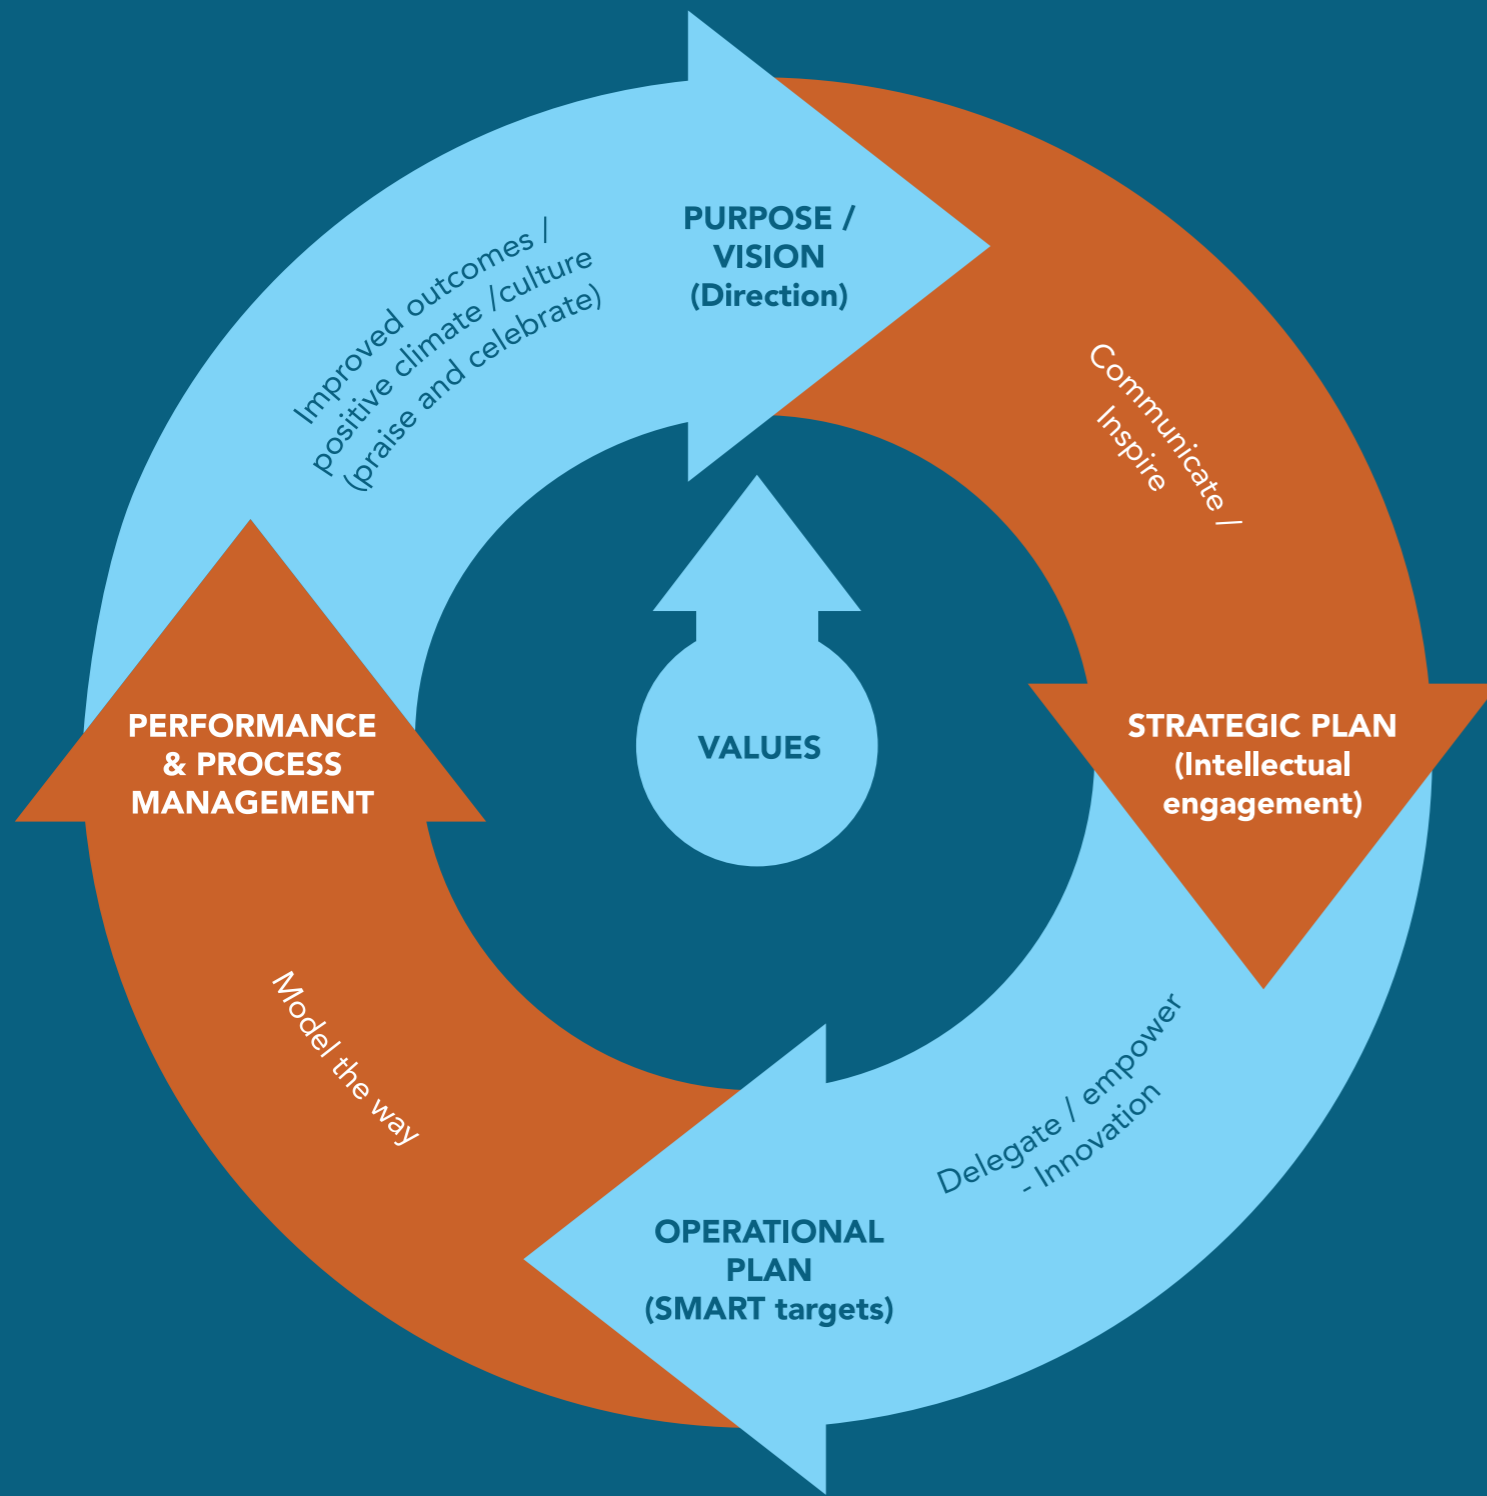 PURPOSE /
VISION
(Direction)
Communicate /
Inspire
STRATEGIC PLAN
(Intellectual
engagement)
Delegate / empower
- Innovation
OPERATIONAL
PLAN
(SMART targets)
Model the way
PERFORMANCE
& PROCESS
MANAGEMENT
Improved outcomes /
positive climate /culture
(praise and celebrate)
VALUES